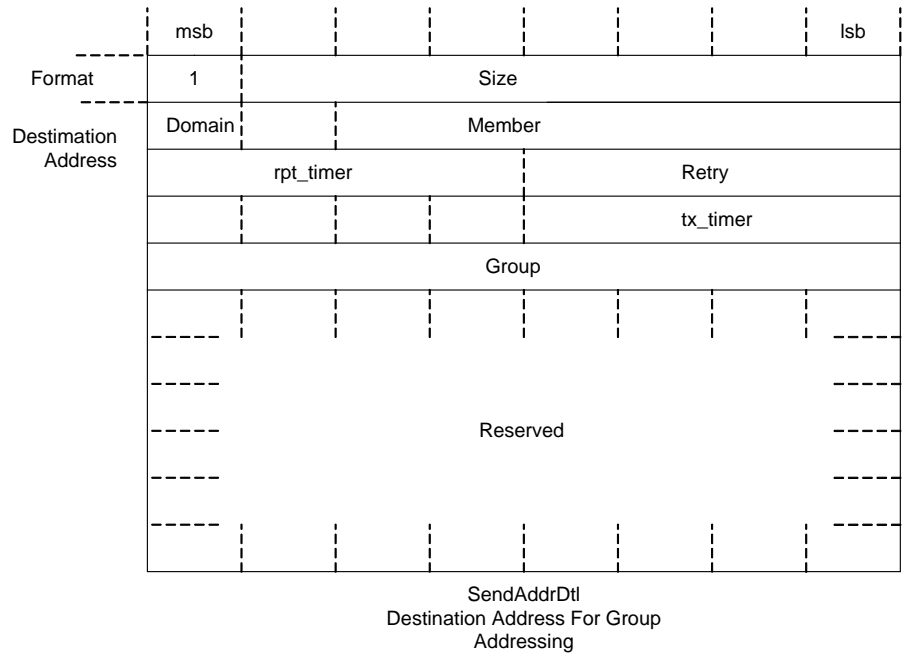 msb lsb
Format 1 Size
Domain Member
Destimation
Address
rpt_timer Retry
tx_timer
Group
Reserved
SendAddrDtl
Destination Address For Group
Addressing